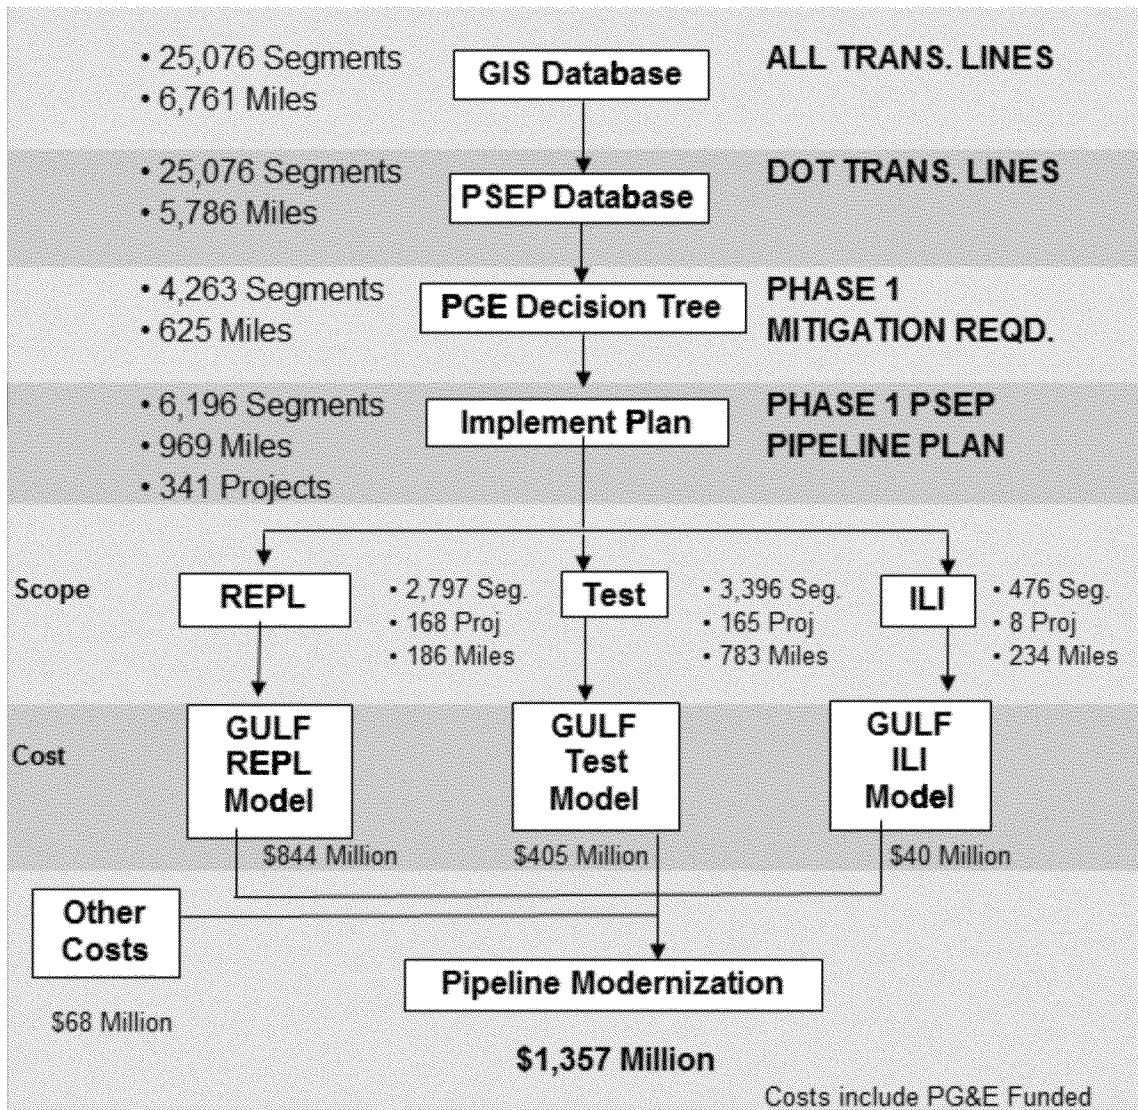 • 25,076 Segments
• 6,761 Miles
GIS Database
ALL TRANS. LINES
• 25,076 Segments
• 5,786 Miles
PSEP Database
DOT TRANS. LINES
• 4,263 Segments
• 625 Miles
PGE Decision Tree
PHASE 1
MITIGATION REQD.
• 6,196 Segments
• 969 Miles
• 341 Projects
Implement Plan
PHASE 1 PSEP
PIPELINE PLAN
Scope
REPL
• 2,797 Seg.
• 168 Proj
• 186 Miles
Test
• 3,396 Seg.
• 165 Proj
• 783 Miles
ILI
• 476 Seg.
• 8 Proj
• 234 Miles
Cost
GULF
REPL
Model
$844 Million
GULF
Test
Model
$405 Million
GULF
ILI
Model
$40 Million
Other
Costs
$68 Million
Pipeline Modernization
$1,357 Million
Costs include PG&E Funded